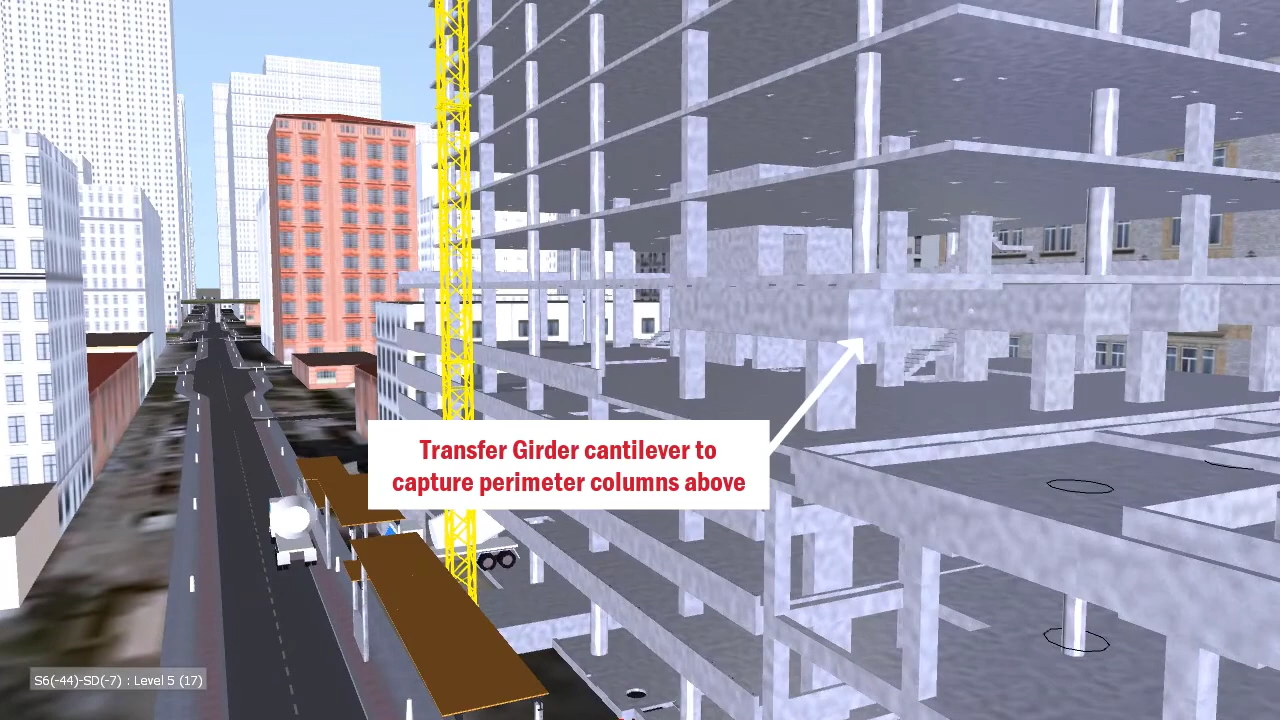 Transfer Girder cantilever to
capture perimeter columns above
S6(-44)-SD(-7) : Level 5 (17)